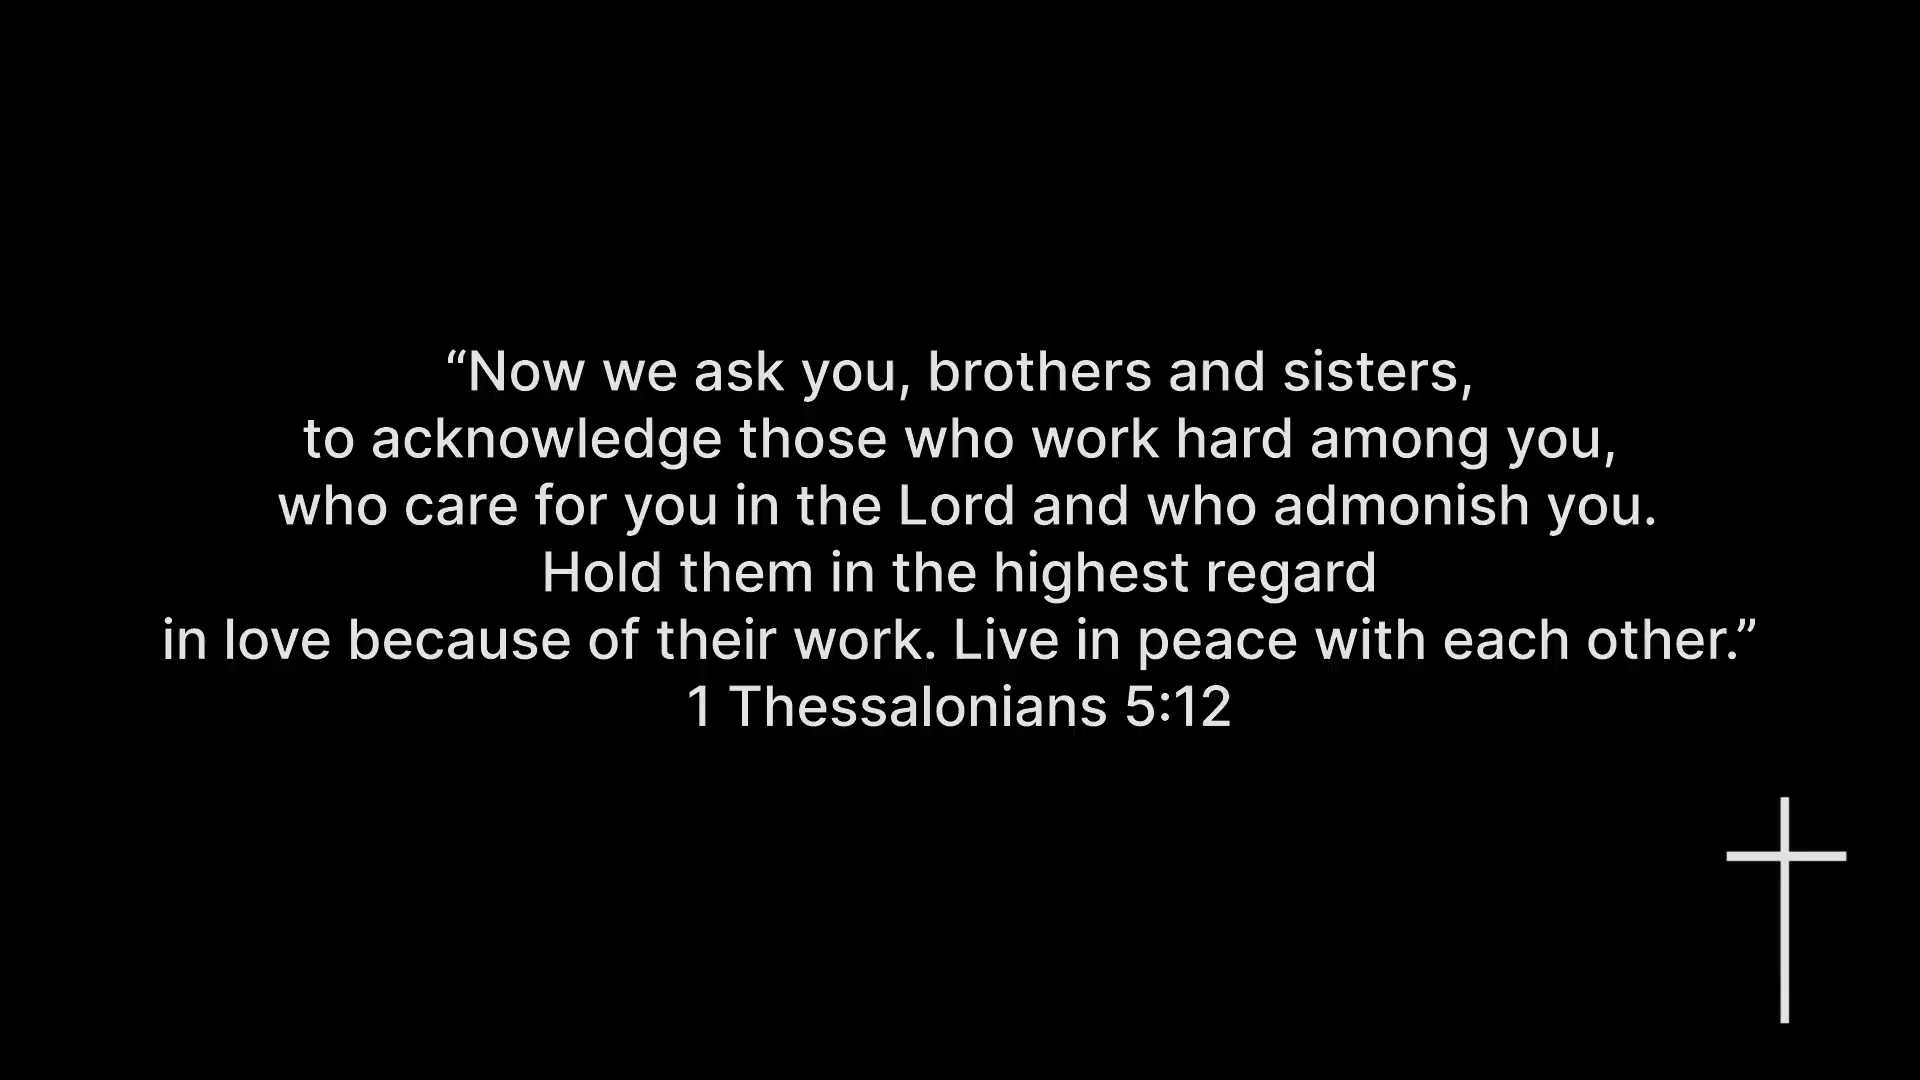 “Now we ask you, brothers and sisters,
to acknowledge those who work hard among you,
who care for you in the Lord and who admonish you.
Hold them in the highest regard
in love because of their work. Live in peace with each other.”
1 Thessalonians 5:12